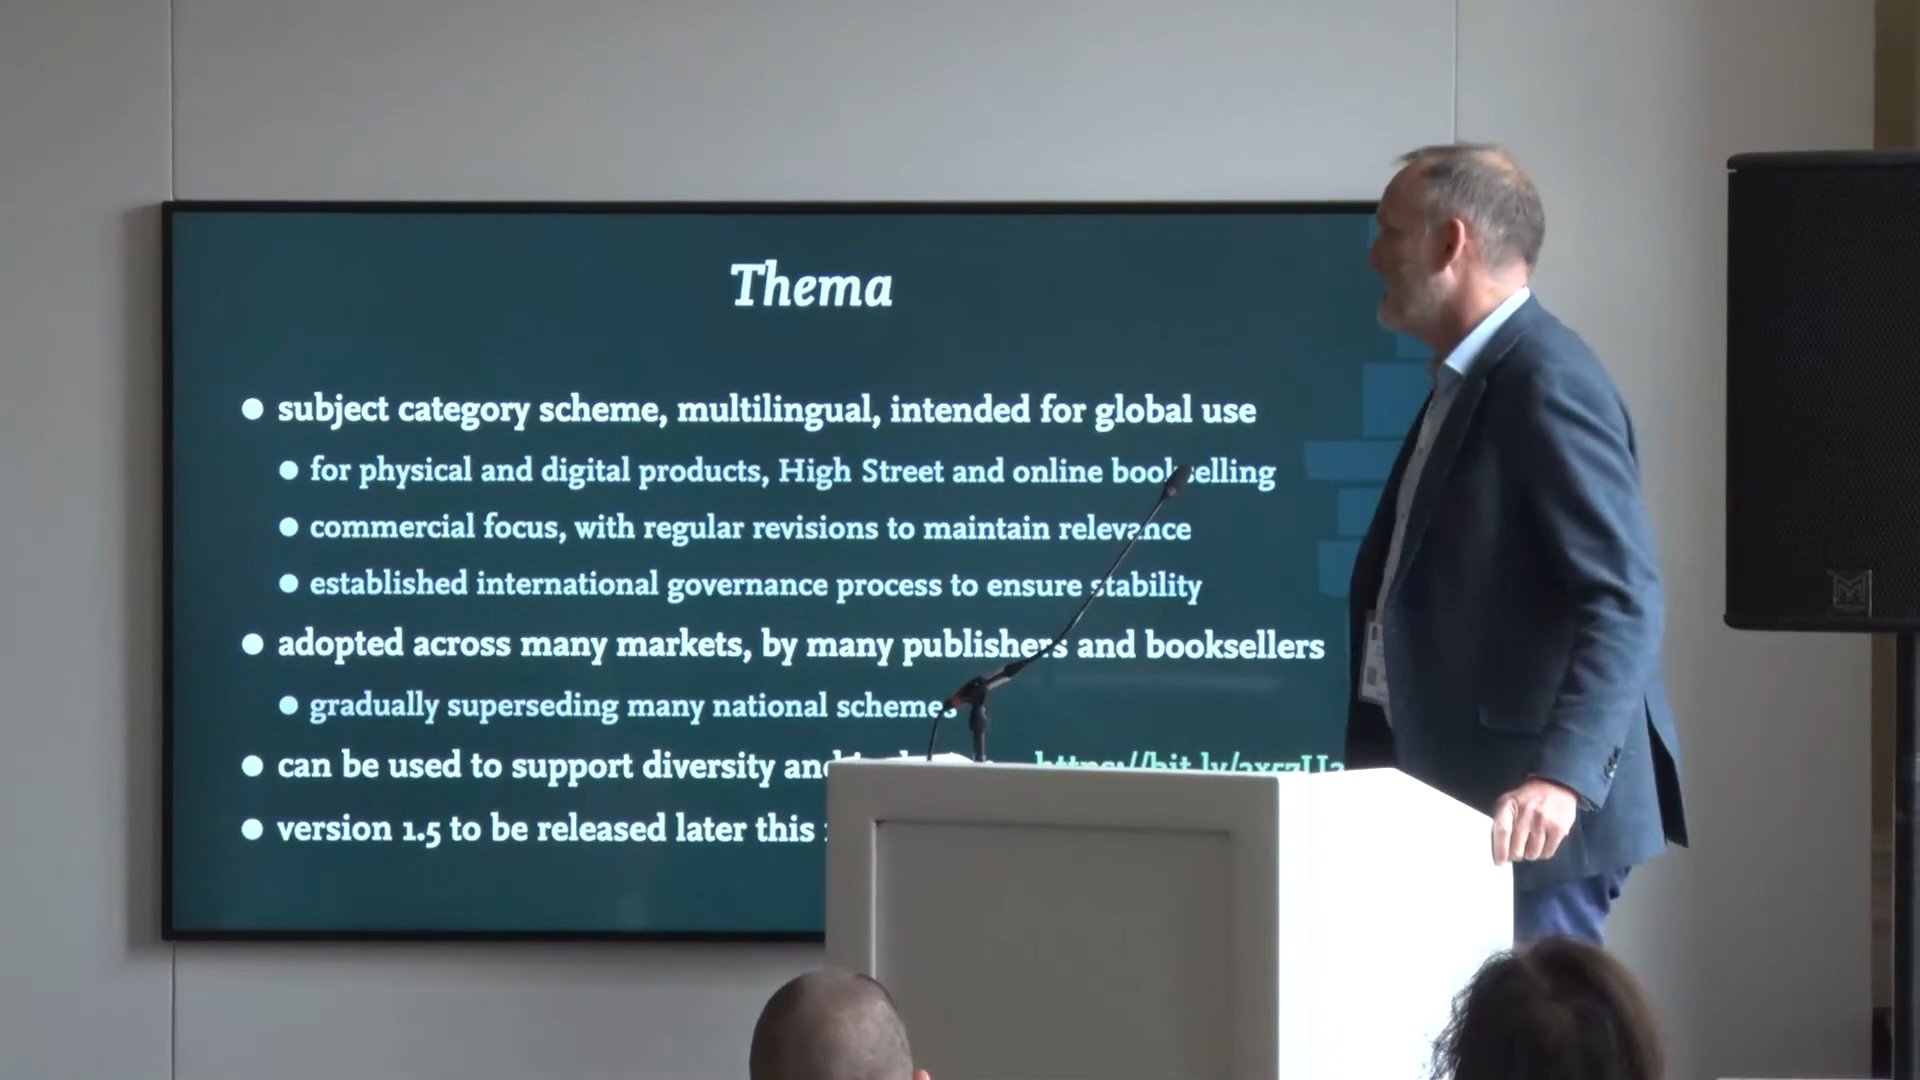 Thema
subject category scheme, multilingual, intended for global use
for physical and digital products, High Street and online bookselling
commercial focus, with regular revisions to maintain relevance
established international governance process to ensure stability
adopted across many markets, by many publishers and booksellers
gradually superseding many national schemes
can be used to support diversity and
version 1.5 to be released later this